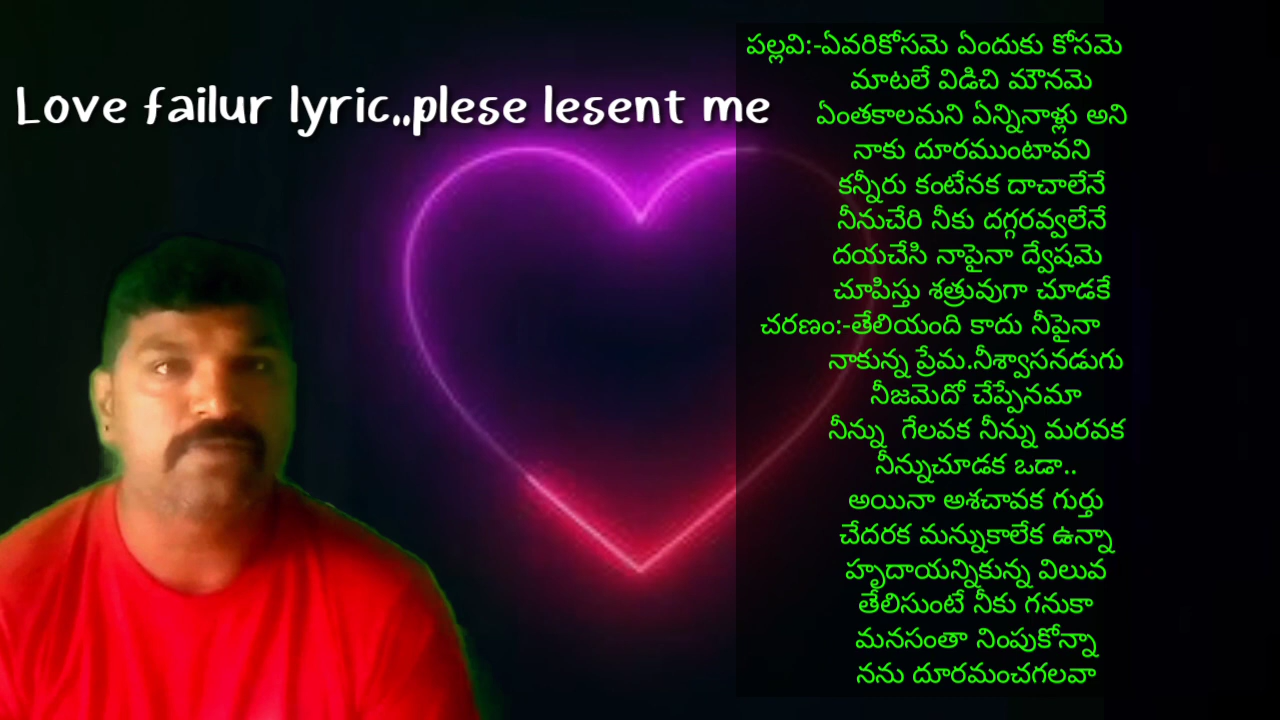 Love failur lyric,,plese lesent me
పల్లవి:-ఏవరికోసమె ఏందుకు కోసమె
మాటలే విడిచి మౌనమె
ఏంతకాలమని ఏన్నినాళ్లు అని
నాకు దూరముంటావని
కన్నీరు కంటేనక దాచాలేనే
నీనుచేరి నీకు దగ్గరవ్వలేనే
దయచేసి నాపైనా ద్వేషమె
చూపిస్తు శత్రువుగా చూడకే
చరణం:-తేలియంది కాదు నీపైనా
నాకున్న ప్రేమ.నీశ్వాసనడుగు
నీజమెదో చేప్పేనమా
నీన్ను గేలవక నీన్ను మరవక
నీన్నుచూడక ఒడా..
అయినా అశచావక గుర్తు
చేదరక మన్నుకాలేక ఉన్నా
హృదాయన్నికున్న విలువ
తేలిసుంటే నీకు గనుకా
మనసంతా నింపుకోన్నా
నను దూరమంచగలవా